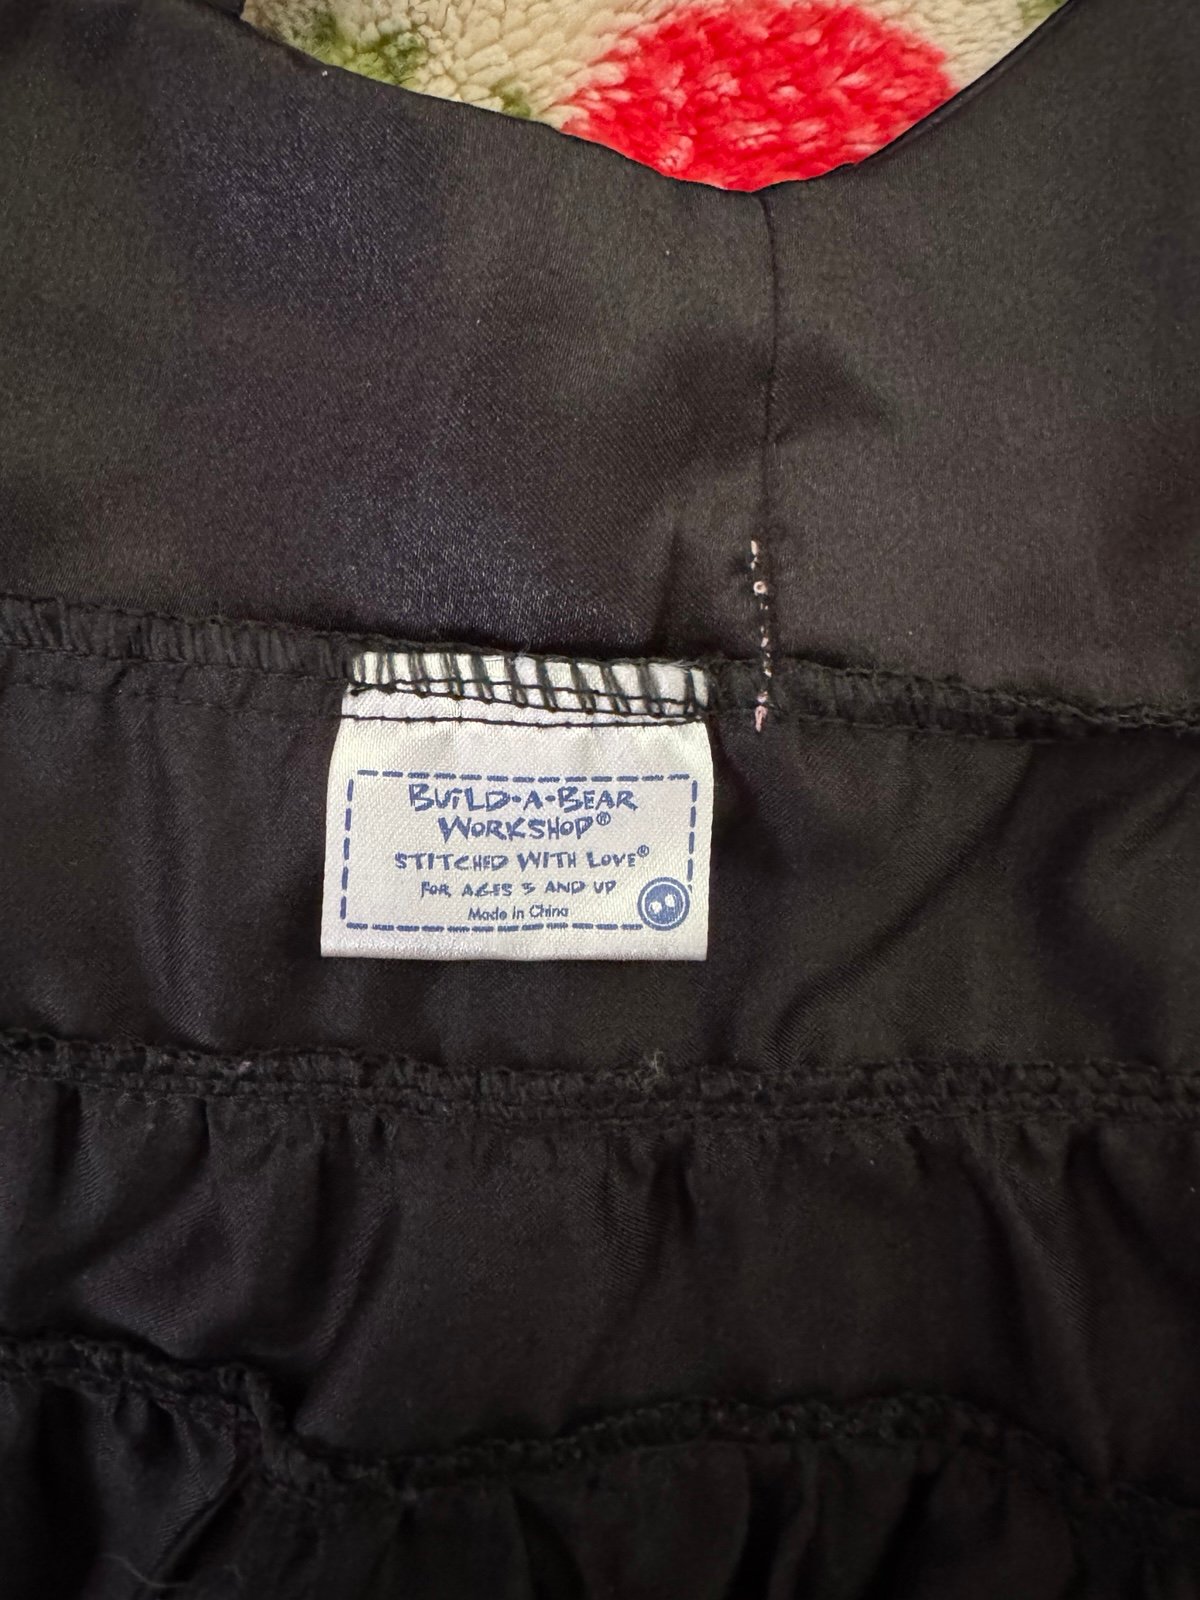 BUILD-A-BEAR
WORKSHOP®
STITCHED WITH LOVE®
FOR AGES 3 AND UP
Made in China